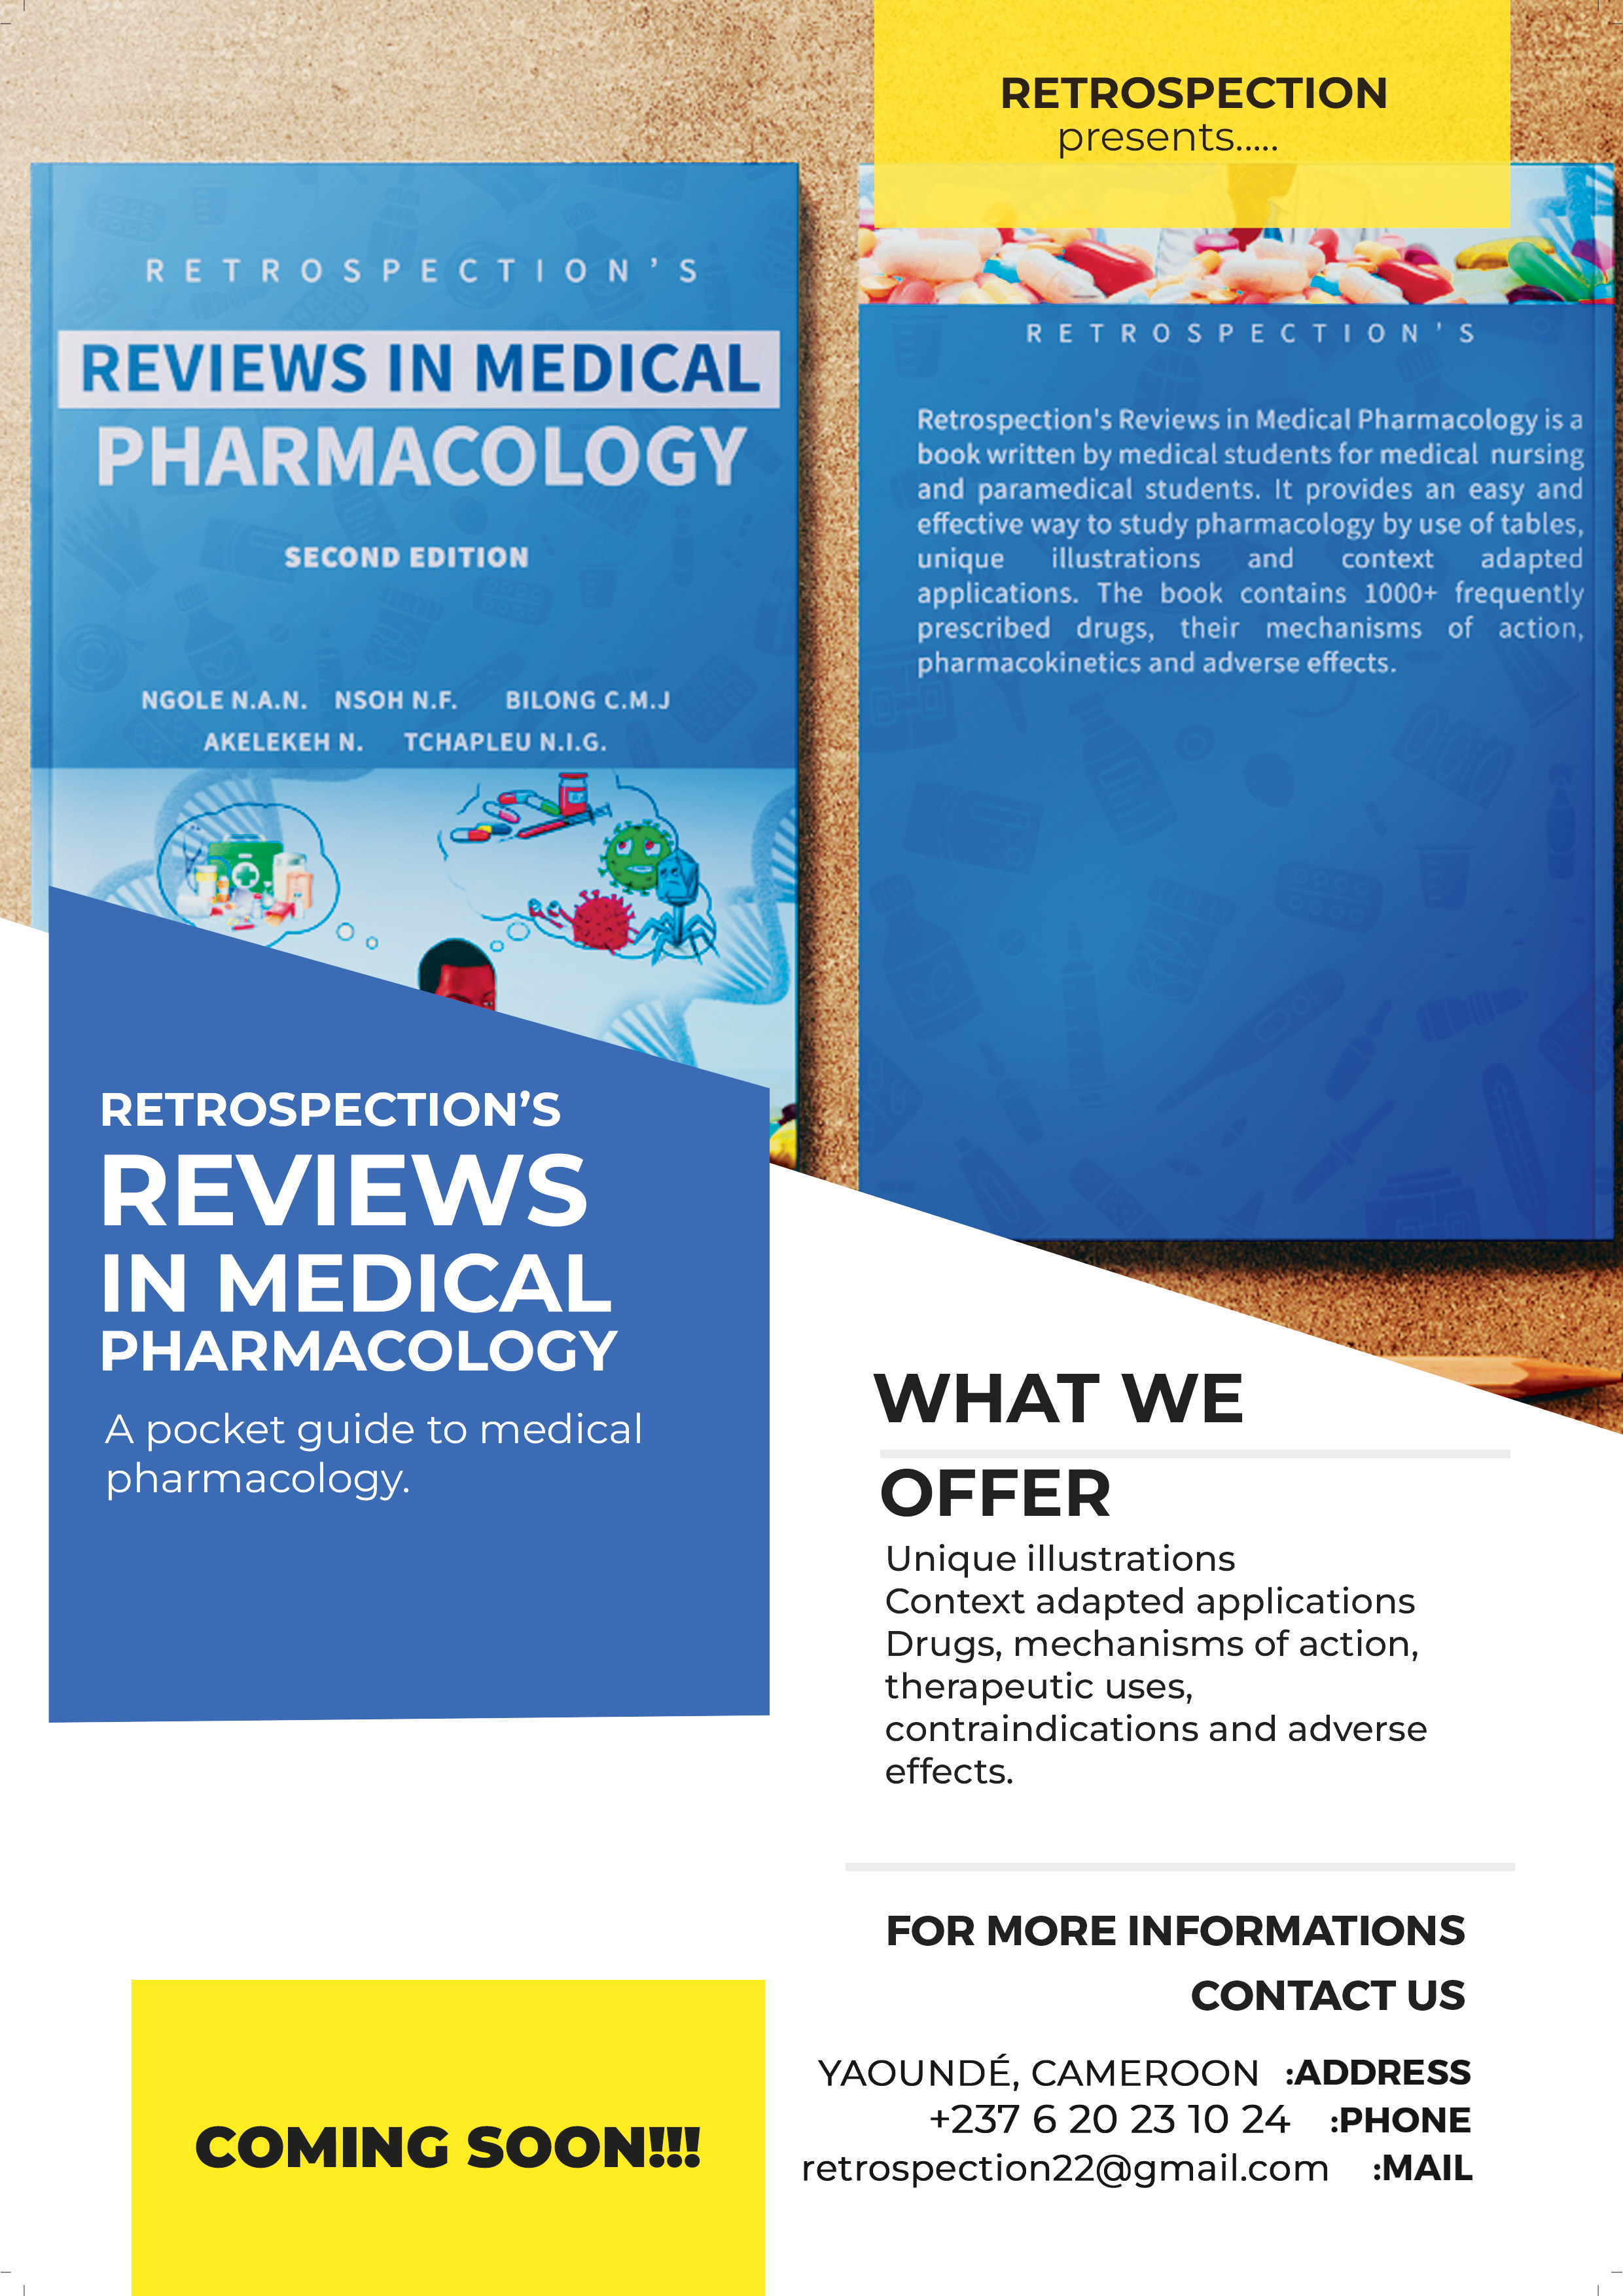 RETROSPECTION
presents.....
RETROSPECTION'S
REVIEWS IN MEDICAL
PHARMACOLOGY
SECOND EDITION
NGOLE N.A.N. NSOH N.F. BILONG C.M.J
AKELEKEH N. TCHAPLEU N.I.G.
RETROSPECTION'S
Retrospection's Reviews in Medical Pharmacology is a
book written by medical students for medical nursing
and paramedical students. It provides an easy and
effective way to study pharmacology by use of tables,
unique illustrations and context adapted
applications. The book contains 1000+ frequently
prescribed drugs, their mechanisms of action,
pharmacokinetics and adverse effects.
RETROSPECTION’S
REVIEWS
IN MEDICAL
PHARMACOLOGY
A pocket guide to medical
pharmacology.
WHAT WE
OFFER
Unique illustrations
Context adapted applications
Drugs, mechanisms of action,
therapeutic uses,
contraindications and adverse
effects.
FOR MORE INFORMATIONS
CONTACT US
YAOUNDÉ, CAMEROON :ADDRESS
+237 6 20 23 10 24 :PHONE
retrospection22@gmail.com :MAIL
COMING SOON!!!